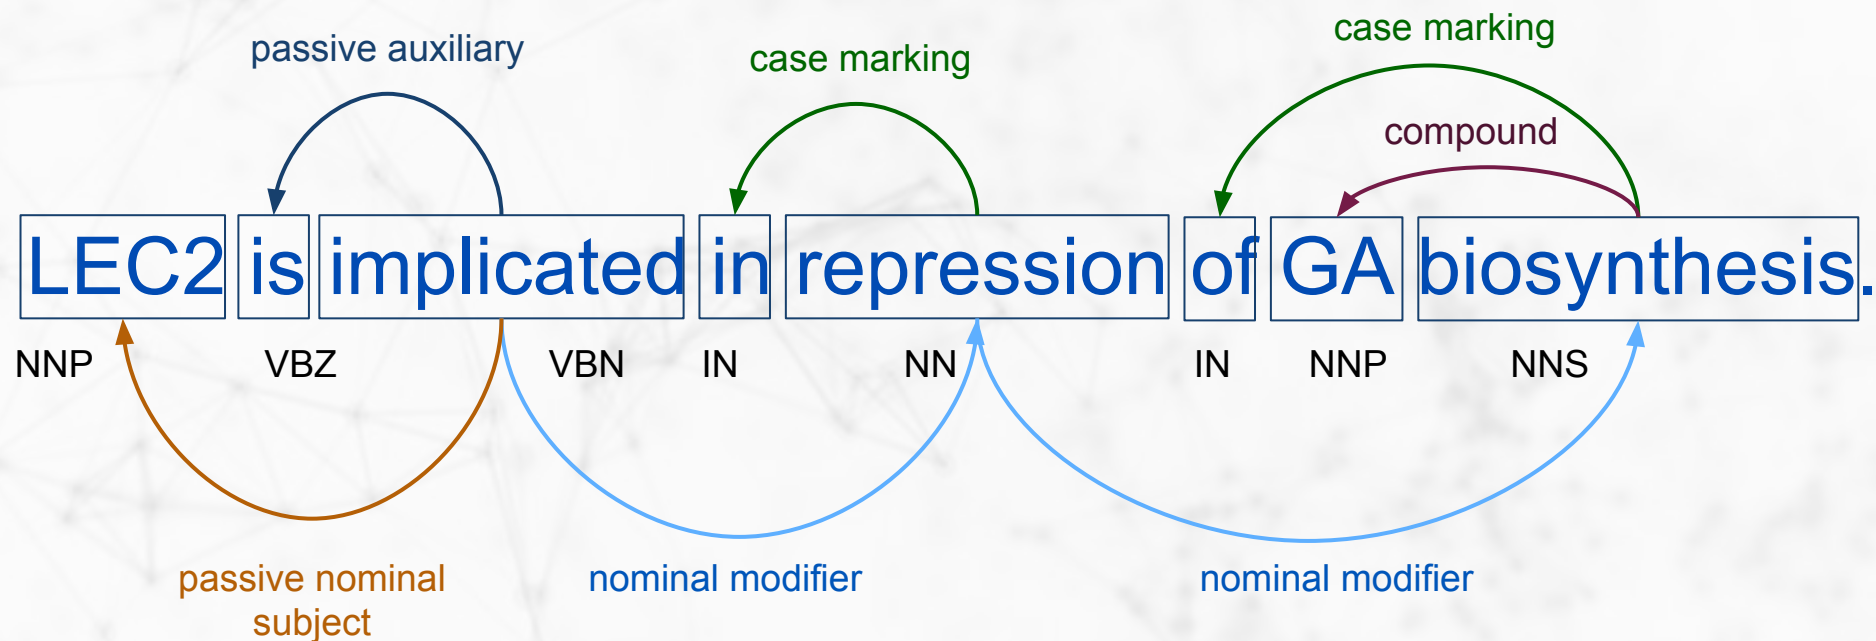 case marking
passive auxiliary
case marking
compound
LEC2 is implicated in repression of GA biosynthesis.
NNP VBZ VBN IN NN IN NNP NNS
passive nominal
subject
nominal modifier
nominal modifier